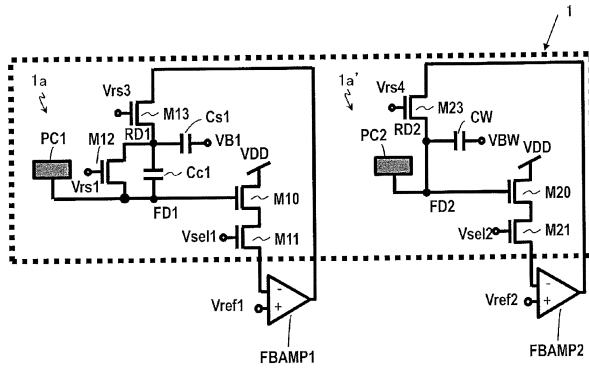 1
1a
1a'
Vrs3
M13
Cs1
RD1
VB1
M12
PC1
Vrs1
Cc1
VDD
FD1
M10
Vsel1
M11
Vref1
-
+
FBAMP1
Vrs4
M23
CW
RD2
VBW
PC2
VDD
FD2
M20
Vsel2
M21
Vref2
-
+
FBAMP2